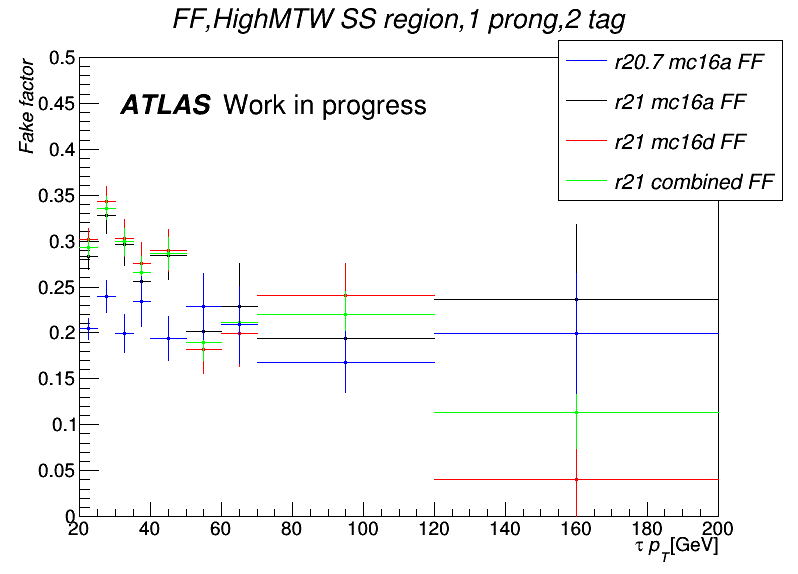 FF,HighMTW SS region,1 prong,2 tag
r20.7 mc16a FF
r21 mc16a FF
r21 mc16d FF
r21 combined FF
ATLAS Work in progress
Fake factor
0.5
0.45
0.4
0.35
0.3
0.25
0.2
0.15
0.1
0.05
0
20 40 60 80 100 120 140 160 180 200
τ p_T [GeV]